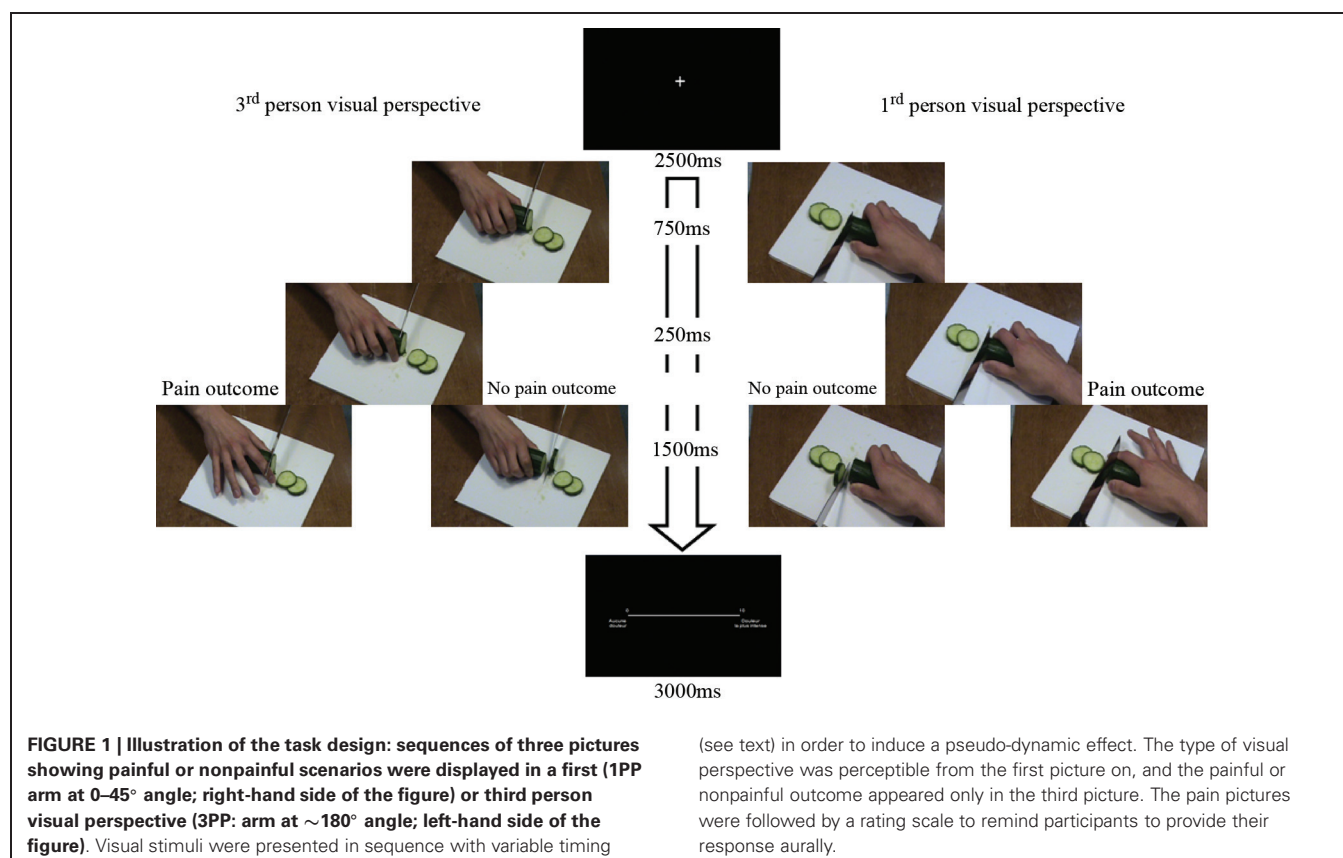 3rd person visual perspective
1rd person visual perspective
2500ms
750ms
250ms
Pain outcome
No pain outcome
No pain outcome
Pain outcome
1500ms
0
10
Aucune
douleur
Douleur
la plus intense
3000ms
FIGURE 1 | Illustration of the task design: sequences of three pictures
showing painful or nonpainful scenarios were displayed in a first (1PP
arm at 0–45° angle; right-hand side of the figure) or third person
visual perspective (3PP: arm at ∼180° angle; left-hand side of the
figure). Visual stimuli were presented in sequence with variable timing
(see text) in order to induce a pseudo-dynamic effect. The type of visual
perspective was perceptible from the first picture on, and the painful or
nonpainful outcome appeared only in the third picture. The pain pictures
were followed by a rating scale to remind participants to provide their
response aurally.